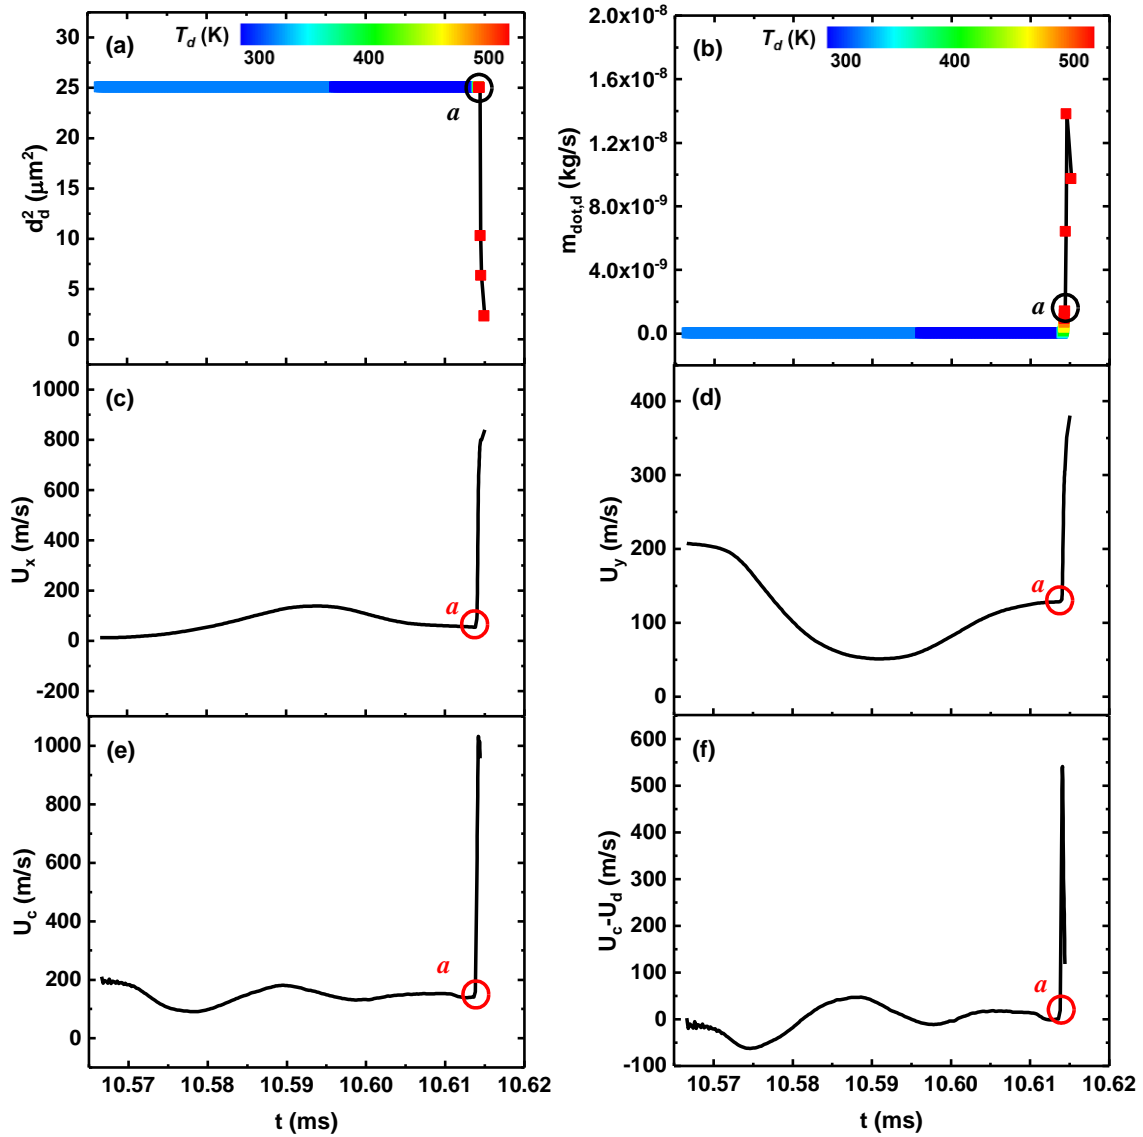 (a)
T_d (K)
300 400 500
30
25
20
15
10
5
0
d_d^2 (μm^2)
a
(b)
T_d (K)
300 400 500
2.0x10^-8
1.6x10^-8
1.2x10^-8
8.0x10^-9
4.0x10^-9
0.0
m_dot,d (kg/s)
a
(c)
1000
800
600
400
200
0
-200
U_x (m/s)
a
(d)
400
300
200
100
0
U_y (m/s)
a
(e)
1000
800
600
400
200
0
U_c (m/s)
a
10.57 10.58 10.59 10.60 10.61 10.62
t (ms)
(f)
600
500
400
300
200
100
0
-100
U_c-U_d (m/s)
a
10.57 10.58 10.59 10.60 10.61 10.62
t (ms)